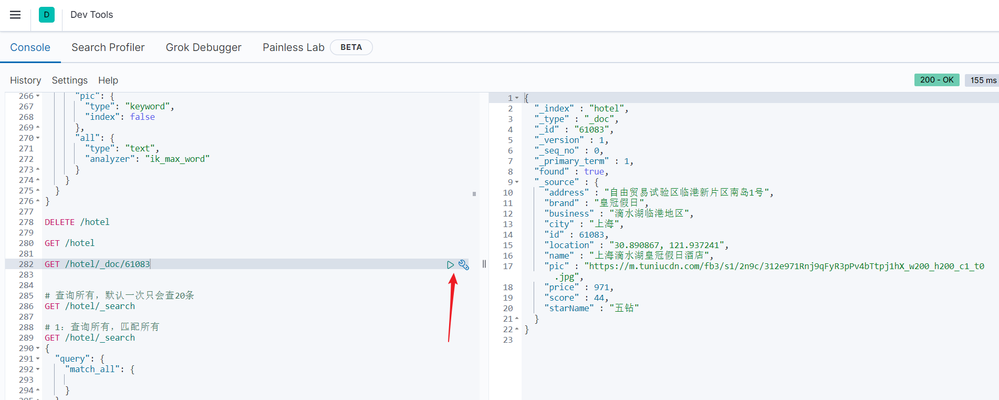 D Dev Tools
Console Search Profiler Grok Debugger Painless Lab BETA
History Settings Help
200 - OK 155 ms
266 "pic": {
267 "type": "keyword",
268 "index": false
269 },
270 "all": {
271 "type": "text",
272 "analyzer": "ik_max_word"
273 }
274 }
275 }
276 }
277
278 DELETE /hotel
279
280 GET /hotel
281
282 GET /hotel/_doc/61083
283
284
285 # 查询所有，默认一次只会查20条
286 GET /hotel/_search
287
288 # 1：查询所有，匹配所有
289 GET /hotel/_search
290 {
291 "query": {
292 "match_all": {
293
294 }
1 {
2 "_index" : "hotel",
3 "_type" : "_doc",
4 "_id" : "61083",
5 "_version" : 1,
6 "_seq_no" : 0,
7 "_primary_term" : 1,
8 "found" : true,
9 "_source" : {
10 "address" : "自由贸易试验区临港新片区南岛1号",
11 "brand" : "皇冠假日",
12 "business" : "滴水湖临港地区",
13 "city" : "上海",
14 "id" : 61083,
15 "location" : "30.890867, 121.937241",
16 "name" : "上海滴水湖皇冠假日酒店",
17 "pic" : "https://m.tuniucdn.com/fb3/s1/2n9c/312e971Rnj9qFyR3pPv4bTtpj1hX_w200_h200_c1_t0
.jpg",
18 "price" : 971,
19 "score" : 44,
20 "starName" : "五钻"
21 }
22 }
23